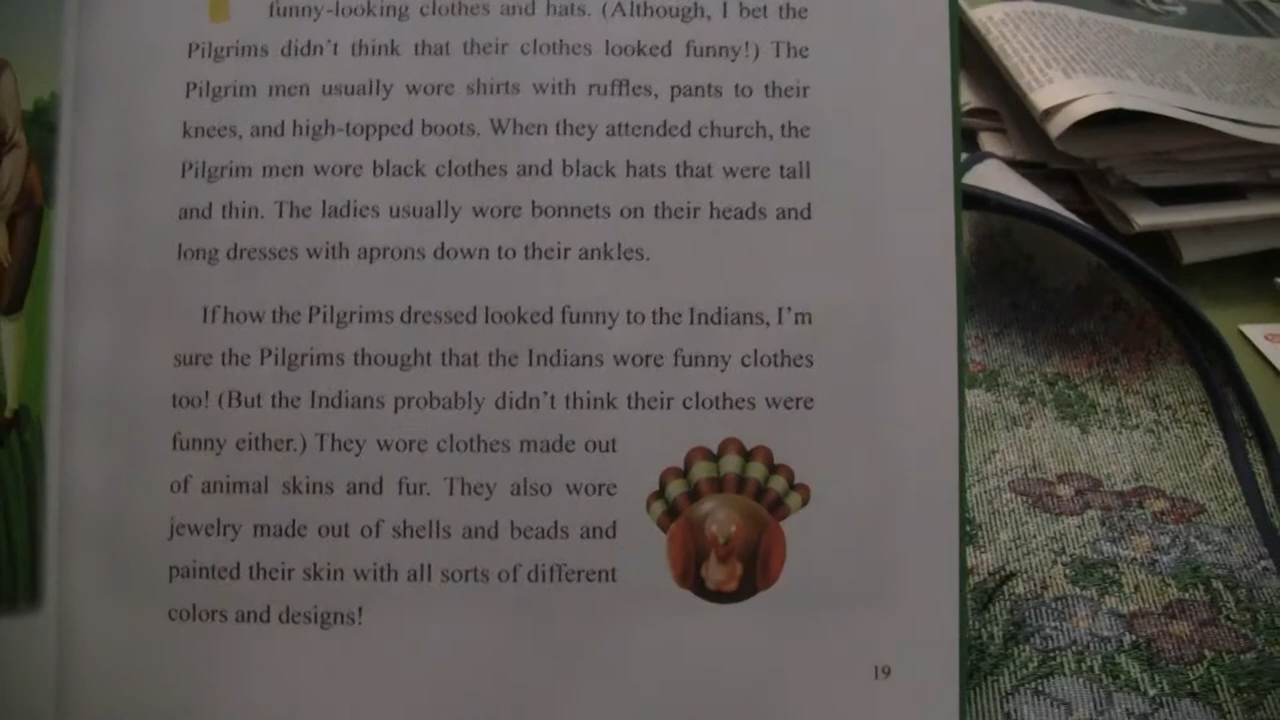 funny-looking clothes and hats. (Although, I bet the
Pilgrims didn't think that their clothes looked funny!) The
Pilgrim men usually wore shirts with ruffles, pants to their
knees, and high-topped boots. When they attended church, the
Pilgrim men wore black clothes and black hats that were tall
and thin. The ladies usually wore bonnets on their heads and
long dresses with aprons down to their ankles.
If how the Pilgrims dressed looked funny to the Indians, I'm
sure the Pilgrims thought that the Indians wore funny clothes
too! (But the Indians probably didn't think their clothes were
funny either.) They wore clothes made out
of animal skins and fur. They also wore
jewelry made out of shells and beads and
painted their skin with all sorts of different
colors and designs!
19